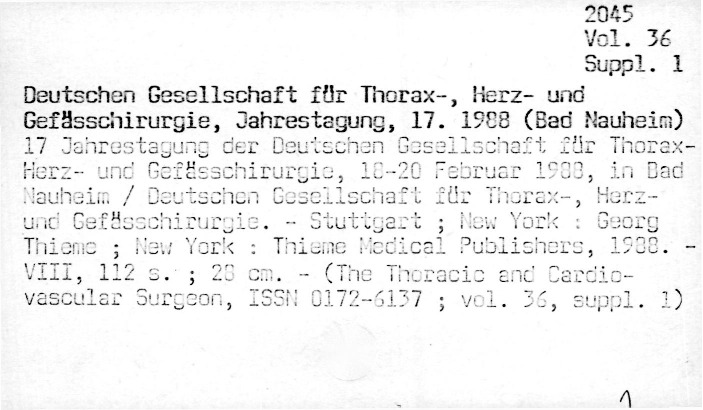 2045
Vol. 36
Suppl. 1
Deutschen Gesellschaft für Thorax-, Herz- und
Gefässchirurgie, Jahrestagung, 17. 1988 (Bad Nauheim)
17 Jahrestagung der Deutschen Gesellschaft für Thorax-
Herz- und Gefässchirurgie, 18-20 Februar 1988, in Bad
Nauheim / Deutschen Gesellschaft für Thorax-, Herz-
und Gefässchirurgie. - Stuttgart ; New York : Georg
Thieme ; New York : Thieme Medical Publishers, 1988. -
VIII, 112 s. ; 28 cm. - (The Thoracic and Cardio-
vascular Surgeon, ISSN 0172-6137 ; vol. 36, suppl. 1)